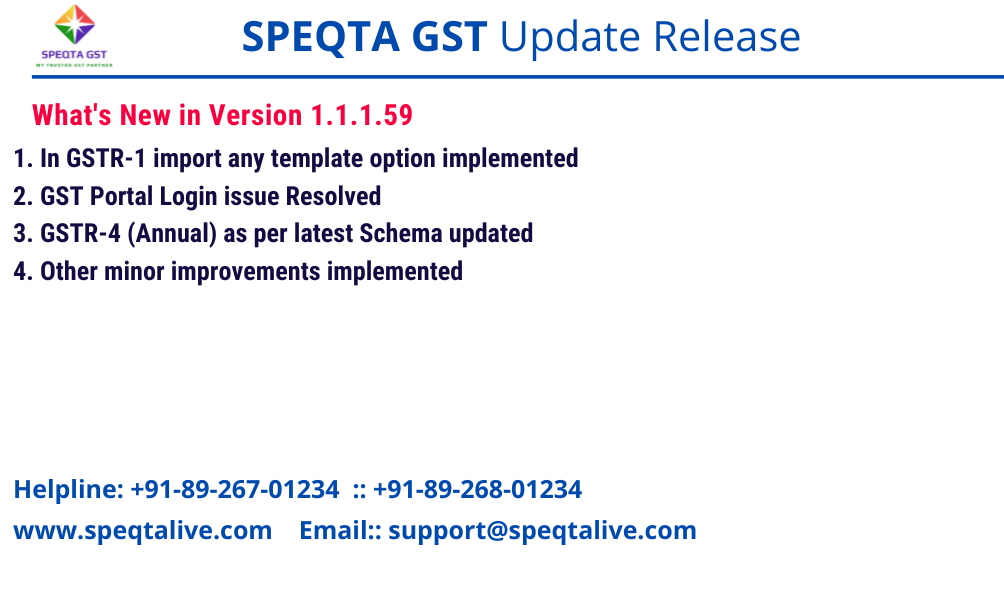 SPEQTA GST
MY TRUSTED GST PARTNER
SPEQTA GST Update Release
What's New in Version 1.1.1.59
1. In GSTR-1 import any template option implemented
2. GST Portal Login issue Resolved
3. GSTR-4 (Annual) as per latest Schema updated
4. Other minor improvements implemented
Helpline: +91-89-267-01234 :: +91-89-268-01234
www.speqtalive.com Email:: support@speqtalive.com